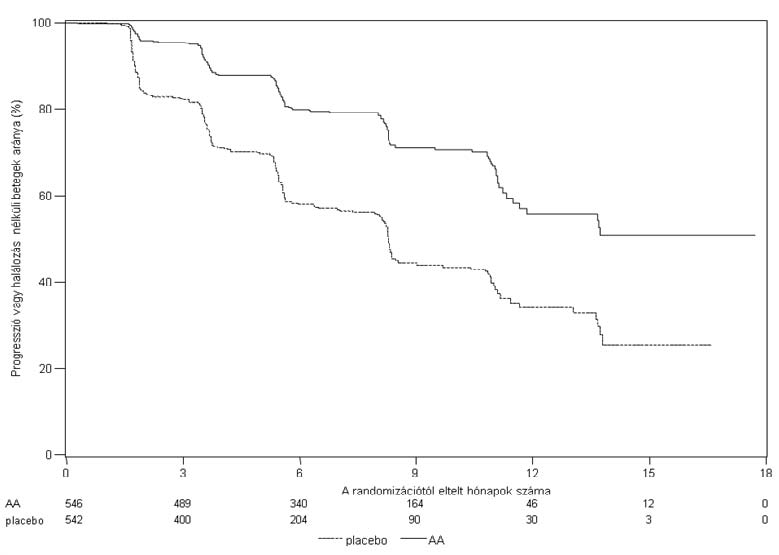 Progresszió vagy halálozás nélküli betegek aránya (%)
100
80
60
40
20
0
0 3 6 9 12 15 18
A randomizációtól eltelt hónapok száma
AA 546 489 340 164 46 12 0
placebo 542 400 204 90 30 3 0
placebo AA